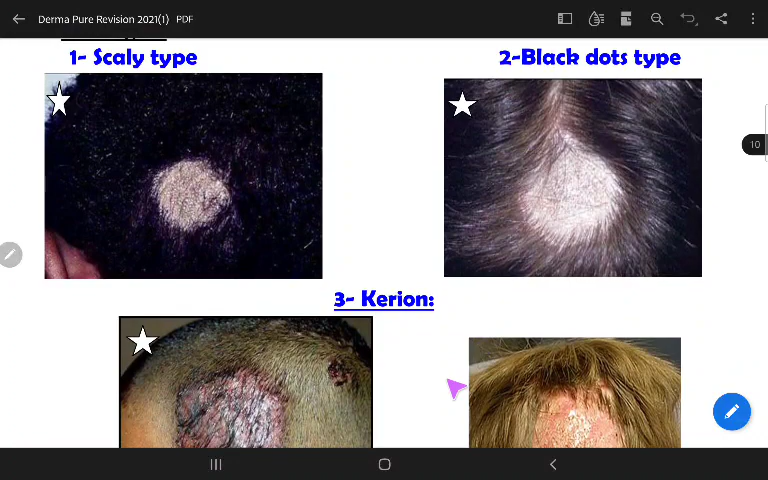 Derma Pure Revision 2021(1) PDF
1- Scaly type
2-Black dots type
10
3- Kerion: